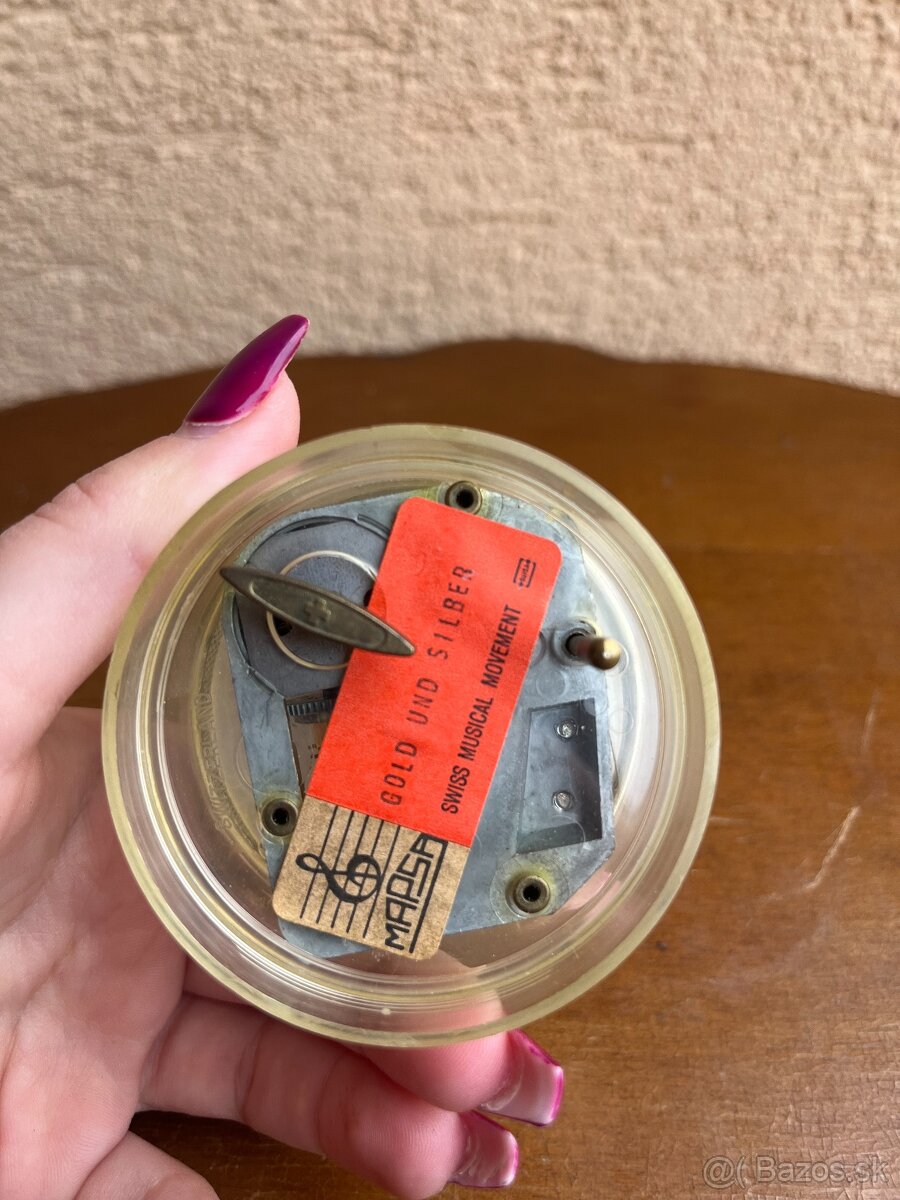 GOLD UND SILBER
SWISS MUSICAL MOVEMENT
MAPSA
@( Bazos.sk